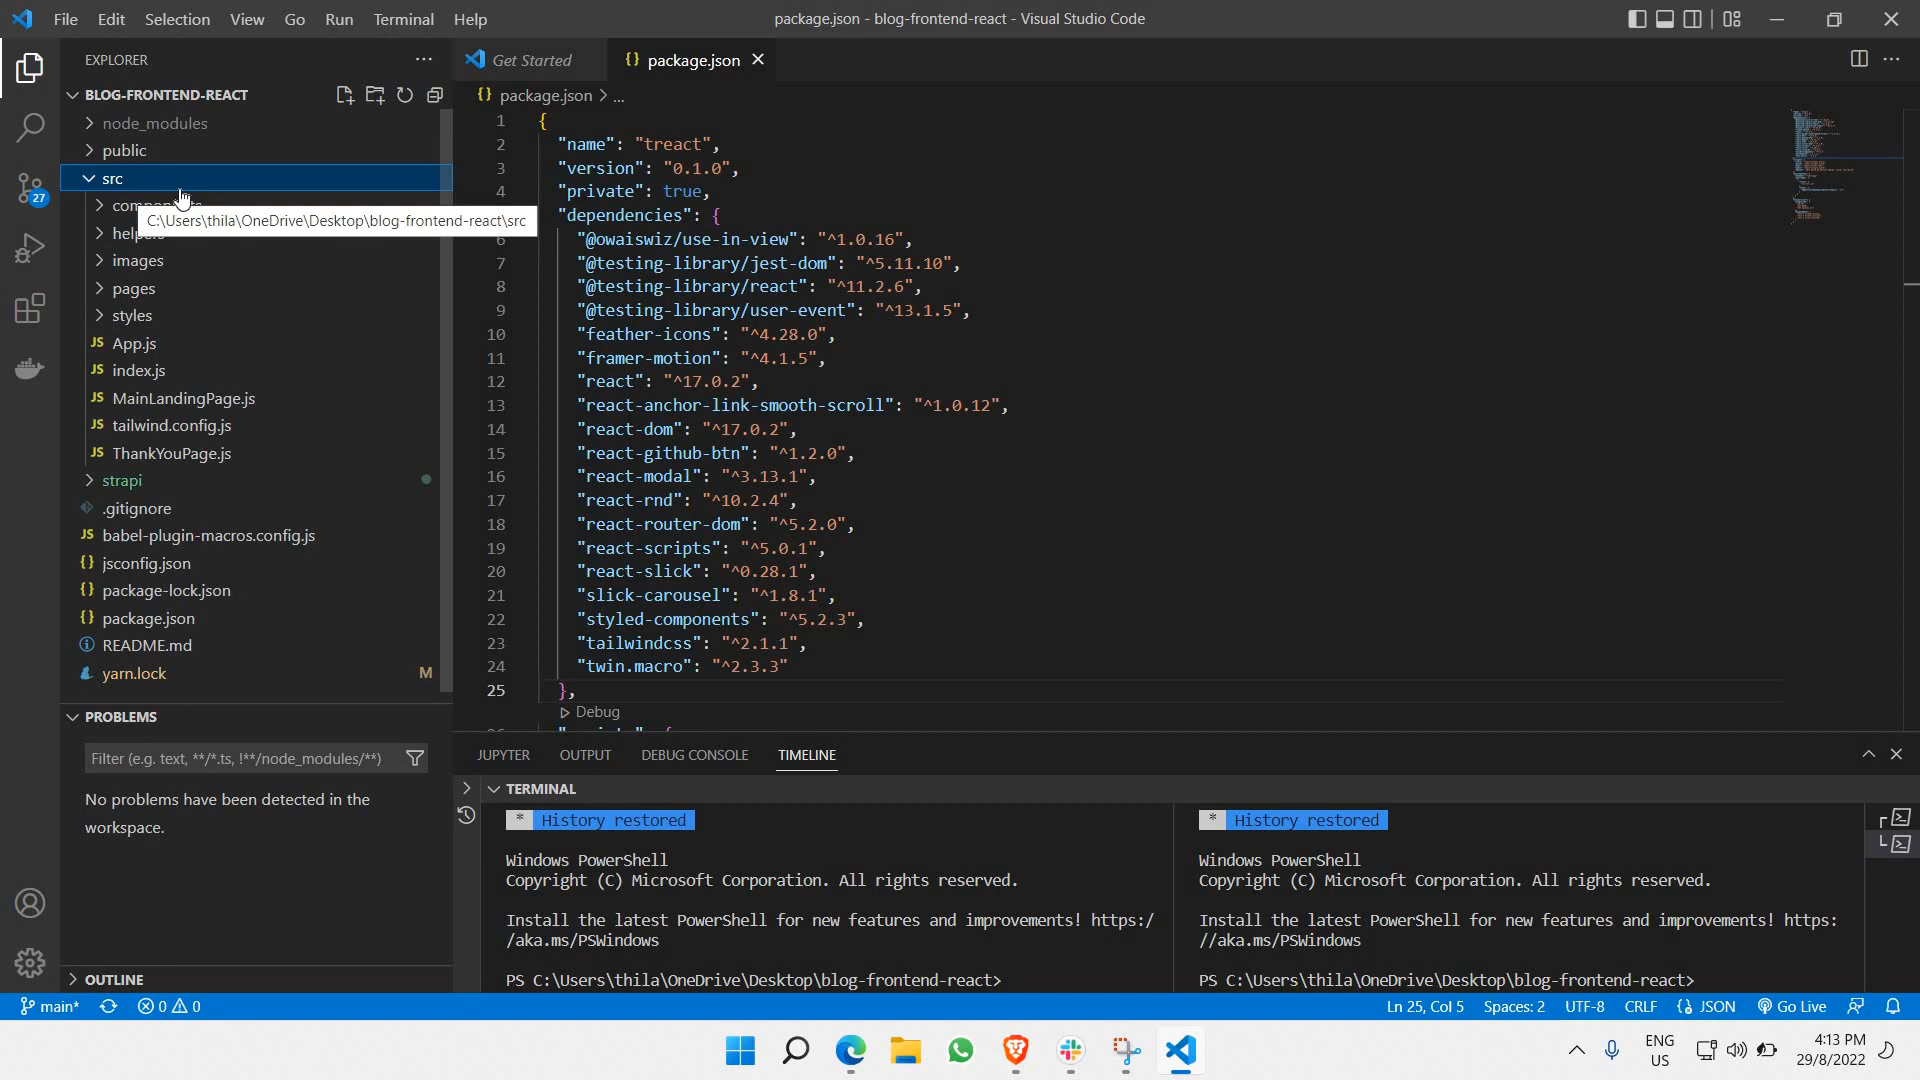 File Edit Selection View Go Run Terminal Help
package.json - blog-frontend-react - Visual Studio Code
EXPLORER
Get Started
package.json
BLOG-FRONTEND-REACT
package.json > ...
node_modules
public
src
C:\Users\thila\OneDrive\Desktop\blog-frontend-react\src
images
pages
styles
JS App.js
JS index.js
JS MainLandingPage.js
JS tailwind.config.js
JS ThankYouPage.js
strapi
.gitignore
JS babel-plugin-macros.config.js
{} jsconfig.json
{} package-lock.json
{} package.json
README.md
yarn.lock M
27
1 {
2 "name": "treact",
3 "version": "0.1.0",
4 "private": true,
"dependencies": {
6 "@owaiswiz/use-in-view": "^1.0.16",
7 "@testing-library/jest-dom": "^5.11.10",
8 "@testing-library/react": "^11.2.6",
9 "@testing-library/user-event": "^13.1.5",
10 "feather-icons": "^4.28.0",
11 "framer-motion": "^4.1.5",
12 "react": "^17.0.2",
13 "react-anchor-link-smooth-scroll": "^1.0.12",
14 "react-dom": "^17.0.2",
15 "react-github-btn": "^1.2.0",
16 "react-modal": "^3.13.1",
17 "react-rnd": "^10.2.4",
18 "react-router-dom": "^5.2.0",
19 "react-scripts": "^5.0.1",
20 "react-slick": "^0.28.1",
21 "slick-carousel": "^1.8.1",
22 "styled-components": "^5.2.3",
23 "tailwindcss": "^2.1.1",
24 "twin.macro": "^2.3.3"
25 },
Debug
PROBLEMS
Filter (e.g. text, **/*.ts, !**/node_modules/**)
No problems have been detected in the
workspace.
OUTLINE
JUPYTER OUTPUT DEBUG CONSOLE TIMELINE
TERMINAL
* History restored
Windows PowerShell
Copyright (C) Microsoft Corporation. All rights reserved.
Install the latest PowerShell for new features and improvements! https:/
/aka.ms/PSWindows
PS C:\Users\thila\OneDrive\Desktop\blog-frontend-react>
* History restored
Windows PowerShell
Copyright (C) Microsoft Corporation. All rights reserved.
Install the latest PowerShell for new features and improvements! https:
//aka.ms/PSWindows
PS C:\Users\thila\OneDrive\Desktop\blog-frontend-react>
main* 0 0
Ln 25, Col 5 Spaces: 2 UTF-8 CRLF {} JSON Go Live
ENG
US
4:13 PM
29/8/2022